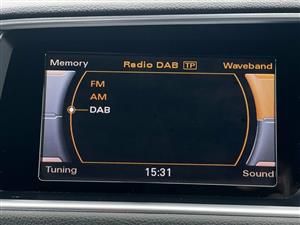 Memory Radio DAB TP Waveband
FM
AM
DAB
Tuning 15:31 Sound